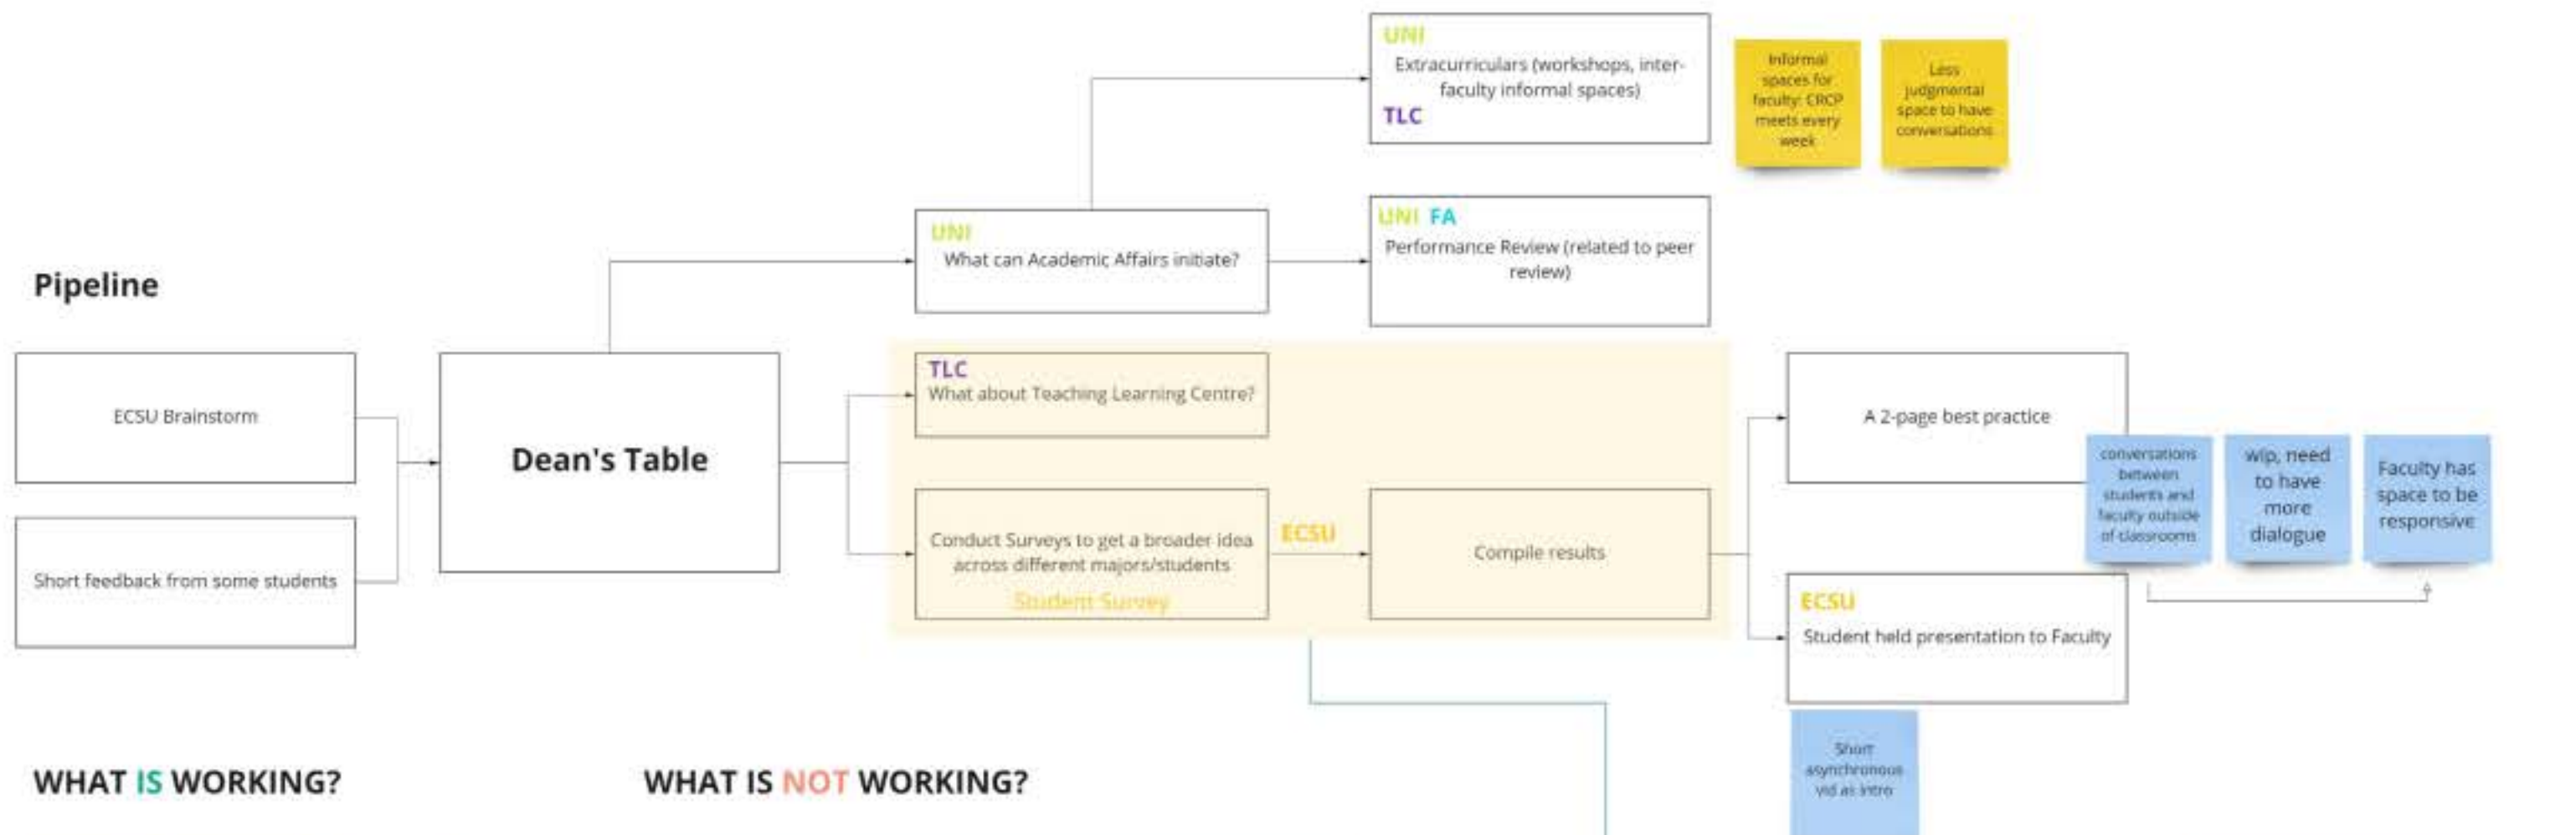 UNI
Extracurriculars (workshops, inter-
faculty informal spaces)
TLC
Informal
spaces for
faculty: CRCP
meets every
week
Less
judgmental
space to have
conversations
UNI
What can Academic Affairs initiate?
UNI FA
Performance Review (related to peer
review)
Pipeline
ECSU Brainstorm
Short feedback from some students
Dean's Table
TLC
What about Teaching Learning Centre?
Conduct Surveys to get a broader idea
across different majors/students
Student Survey
ECSU
Compile results
A 2-page best practice
conversations
between
students and
faculty outside
of classrooms
wip, need
to have
more
dialogue
Faculty has
space to be
responsive
ECSU
Student held presentation to Faculty
Short
asynchronous
vid as intro
WHAT IS WORKING?
WHAT IS NOT WORKING?